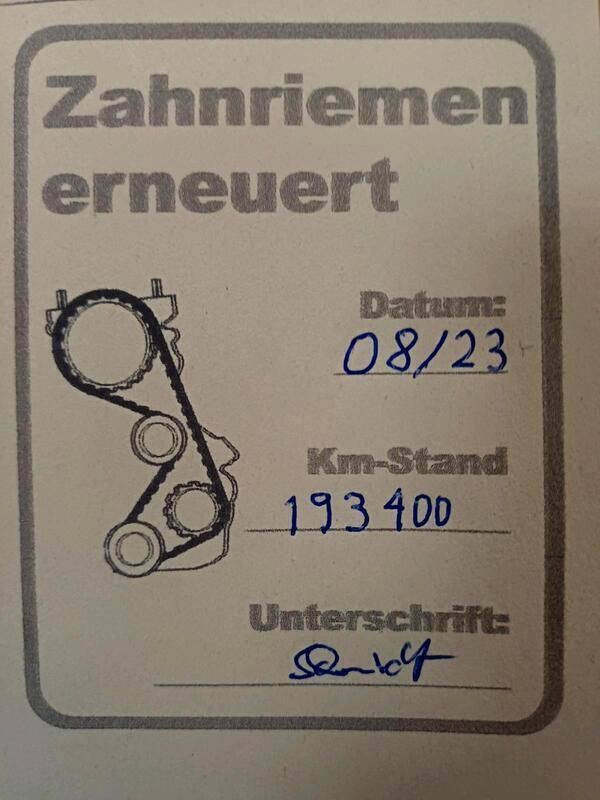 Zahnriemen
erneuert
Datum:
08/23
Km-Stand
193400
Unterschrift: